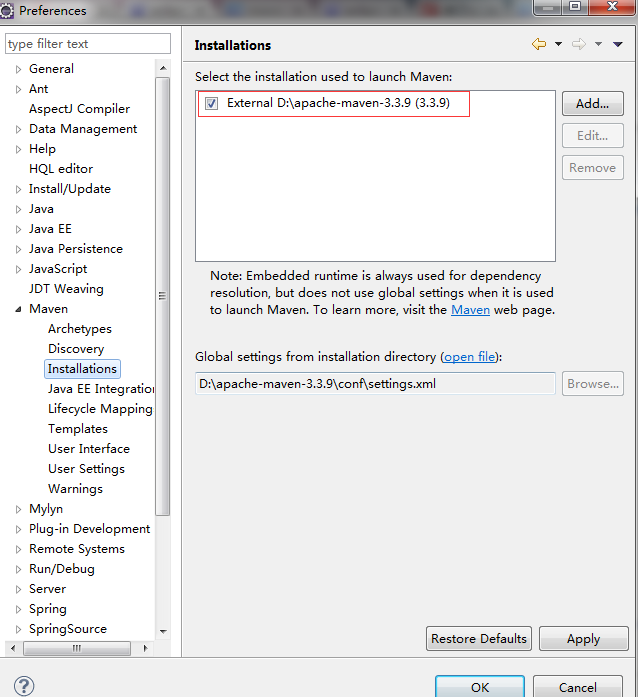 Preferences
type filter text
General
Ant
AspectJ Compiler
Data Management
Help
HQL editor
Install/Update
Java
Java EE
Java Persistence
JavaScript
JDT Weaving
Maven
Archetypes
Discovery
Installations
Java EE Integration
Lifecycle Mapping
Templates
User Interface
User Settings
Warnings
Mylyn
Plug-in Development
Remote Systems
Run/Debug
Server
Spring
SpringSource
Installations
Select the installation used to launch Maven:
External D:\apache-maven-3.3.9 (3.3.9)
Add...
Edit...
Remove
Note: Embedded runtime is always used for dependency
resolution, but does not use global settings when it is used
to launch Maven. To learn more, visit the Maven web page.
Global settings from installation directory (open file):
D:\apache-maven-3.3.9\conf\settings.xml
Browse...
Restore Defaults
Apply
?
OK
Cancel